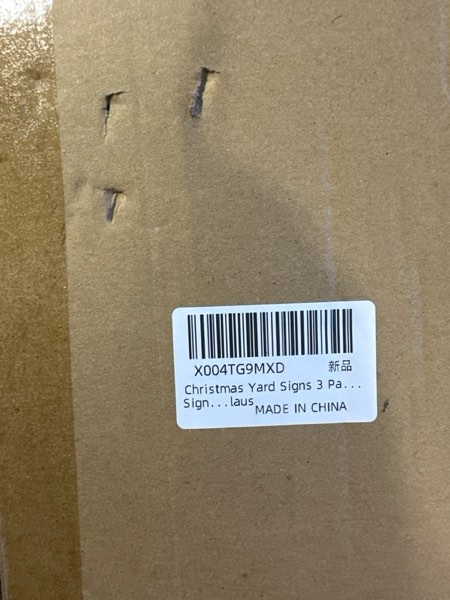 X004TG9MXD 新品
Christmas Yard Signs 3 Pa...
Sign...laus
MADE IN CHINA